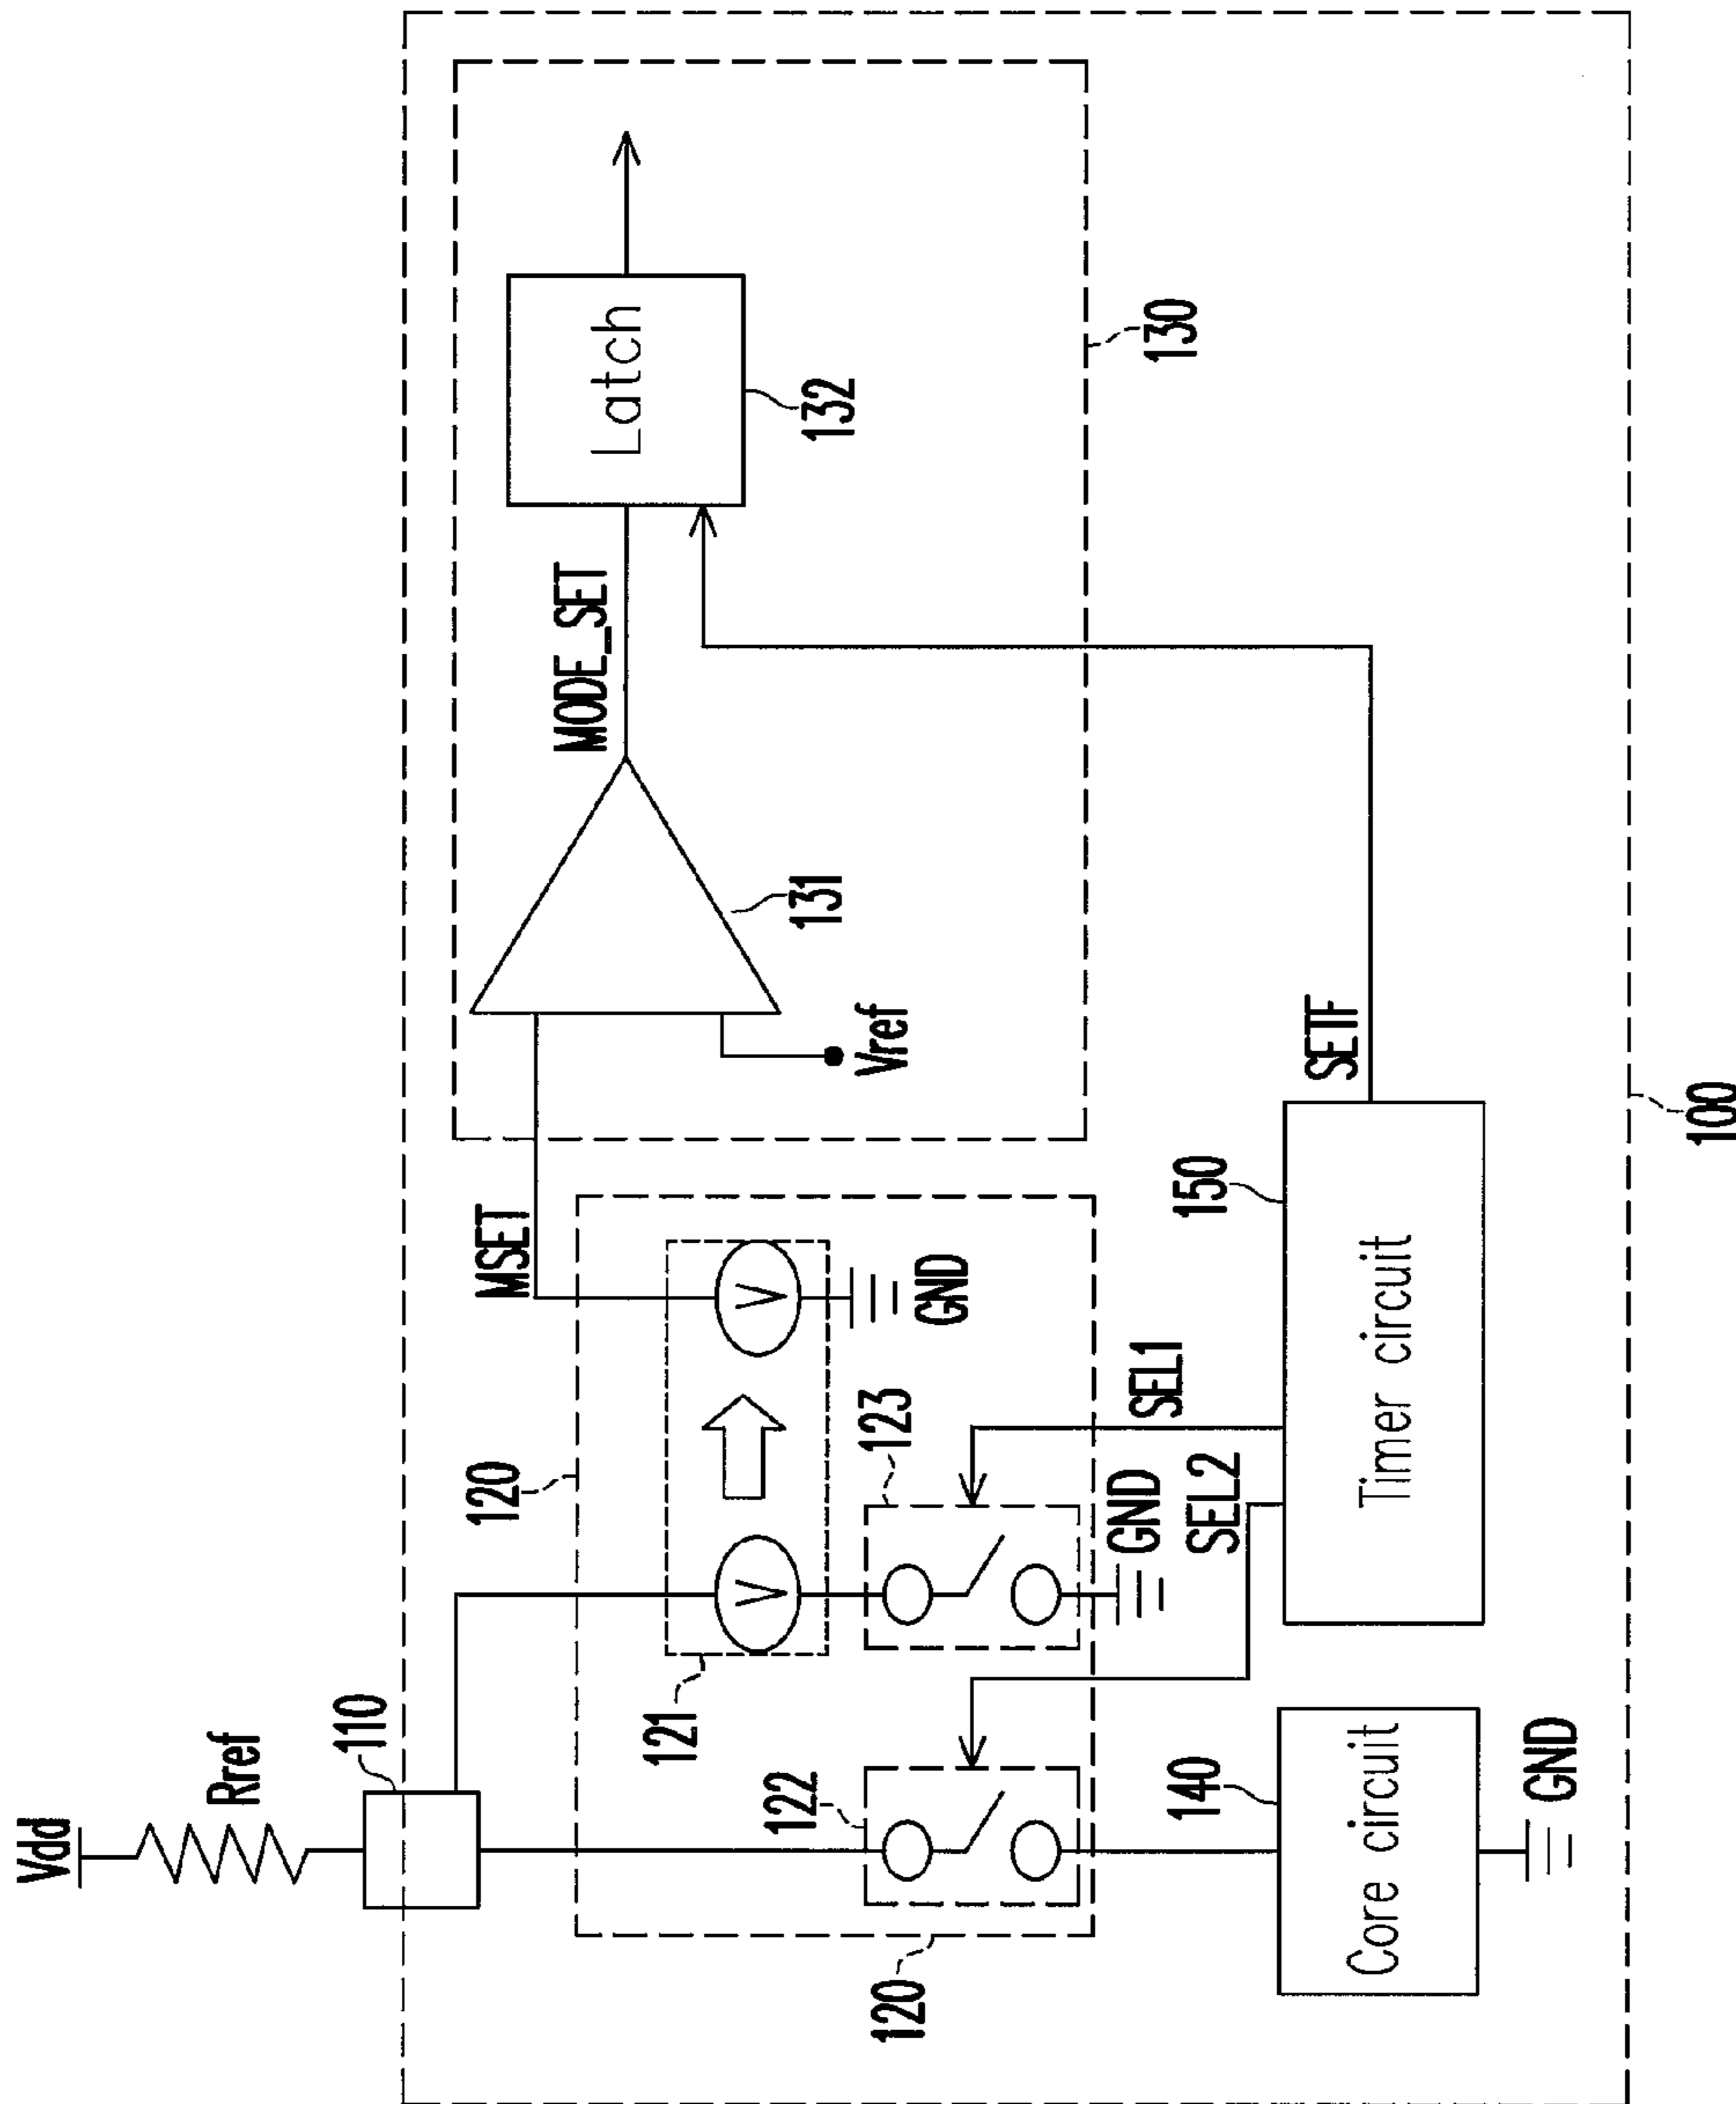 Vdd
Rref
110
120
MSET
121
122
123
GND
120
GND
SEL1
SEL2
140
Core circuit
GND
150
Timer circuit
SETF
Vref
131
MODE_SET
Latch
132
130
100